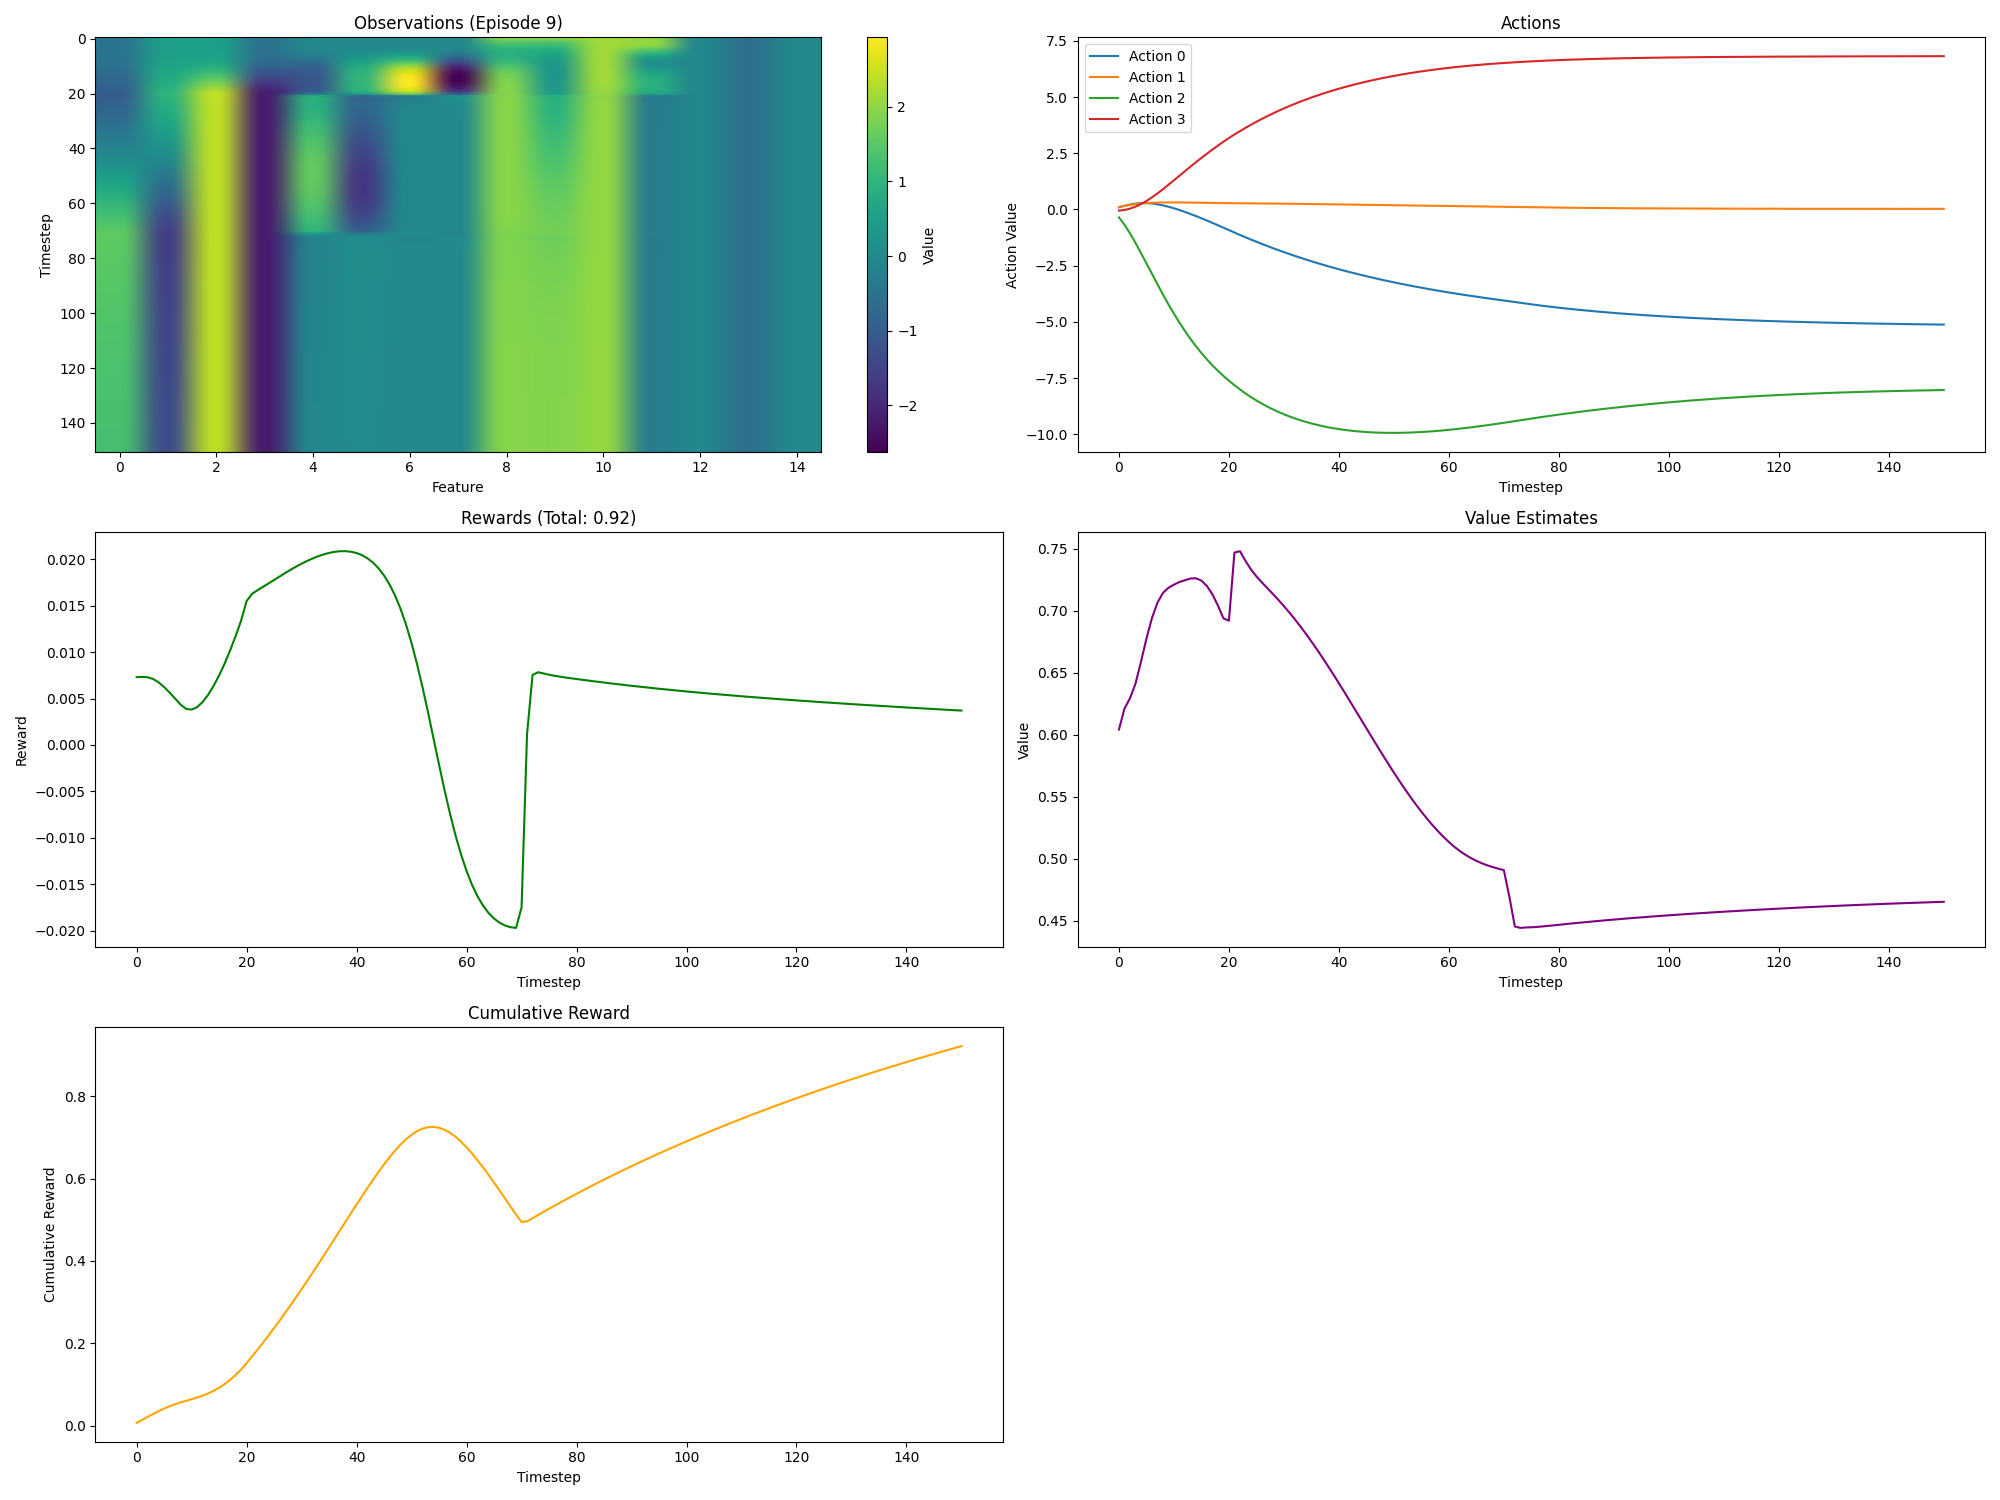 Observations (Episode 9)
0
20
40
60
80
100
120
140
Timestep
0 2 4 6 8 10 12 14
Feature
2
1
0
−1
−2
Value
Actions
7.5
5.0
2.5
0.0
−2.5
−5.0
−7.5
−10.0
Action Value
Action 0
Action 1
Action 2
Action 3
0 20 40 60 80 100 120 140
Timestep
Rewards (Total: 0.92)
0.020
0.015
0.010
0.005
0.000
−0.005
−0.010
−0.015
−0.020
Reward
0 20 40 60 80 100 120 140
Timestep
Value Estimates
0.75
0.70
0.65
0.60
0.55
0.50
0.45
Value
0 20 40 60 80 100 120 140
Timestep
Cumulative Reward
0.8
0.6
0.4
0.2
0.0
Cumulative Reward
0 20 40 60 80 100 120 140
Timestep